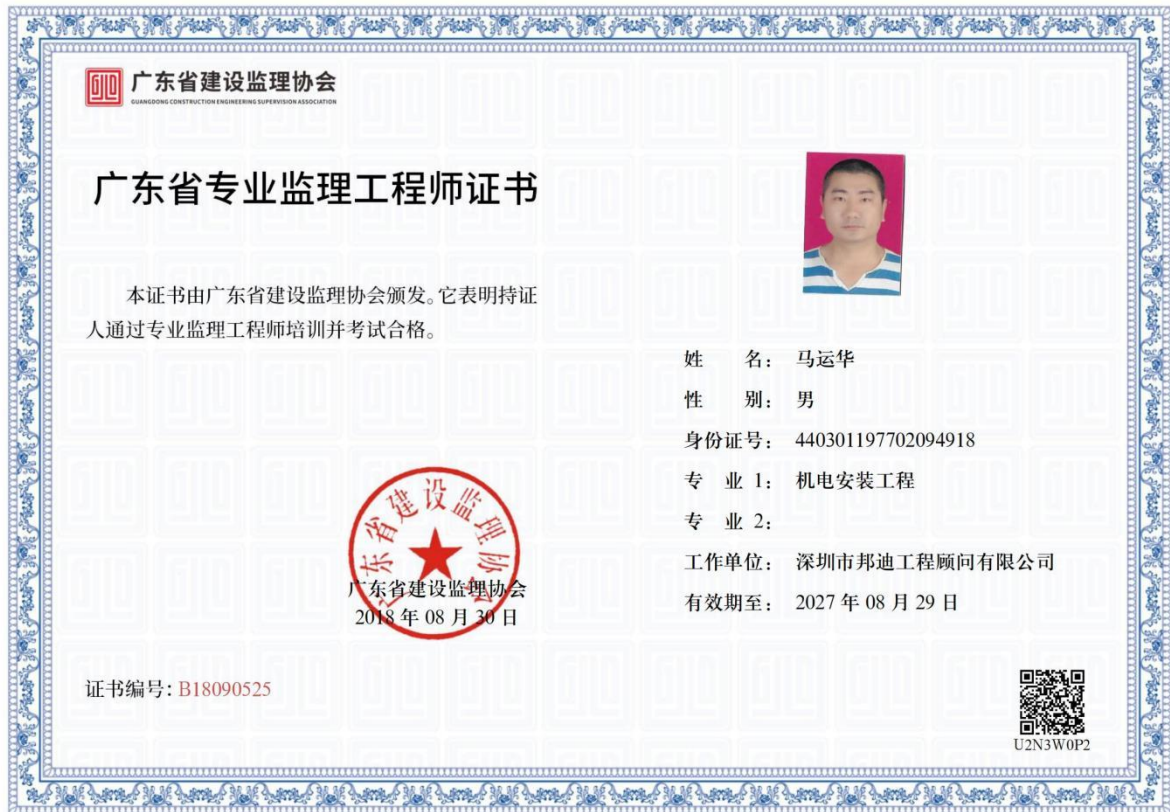 广东省建设监理协会
GUANGDONG CONSTRUCTION ENGINEERING SUPERVISION ASSOCIATION
广东省专业监理工程师证书
本证书由广东省建设监理协会颁发。它表明持证
人通过专业监理工程师培训并考试合格。
姓 名： 马运华
性 别： 男
身份证号： 440301197702094918
专 业 1： 机电安装工程
专 业 2：
工作单位： 深圳市邦迪工程顾问有限公司
有效期至： 2027 年 08 月 29 日
广东省建设监理协会
广东省建设监理协会
2018 年 08 月 30 日
证书编号: B18090525
U2N3W0P2